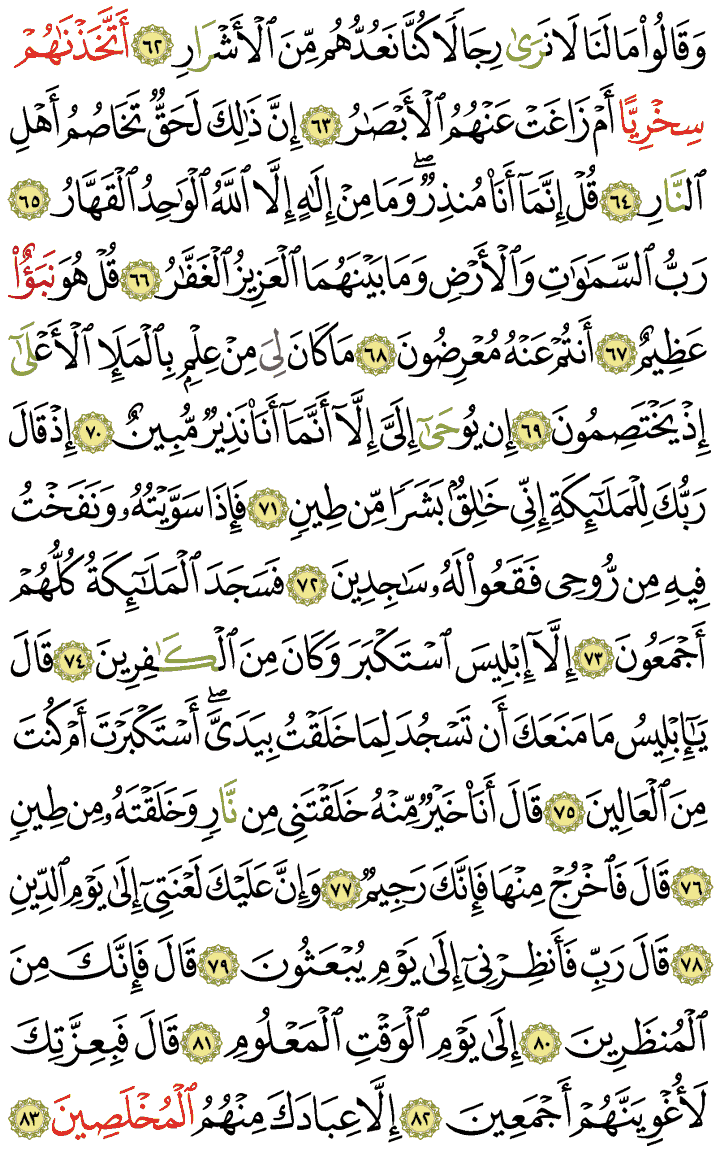 وَقَالُواْ مَا لَنَا لَا نَرَىٰ رِجَالٗا كُنَّا نَعُدُّهُم مِّنَ ٱلۡأَشۡرَارِ ٦٢ أَتَّخَذۡنَٰهُمۡ
سِخۡرِيًّا أَمۡ زَاغَتۡ عَنۡهُمُ ٱلۡأَبۡصَٰرُ ٦٣ إِنَّ ذَٰلِكَ لَحَقّٞ تَخَاصُمُ أَهۡلِ
ٱلنَّارِ ٦٤ قُلۡ إِنَّمَآ أَنَا۠ مُنذِرٞۖ وَمَا مِنۡ إِلَٰهٍ إِلَّا ٱللَّهُ ٱلۡوَٰحِدُ ٱلۡقَهَّارُ ٦٥
رَبُّ ٱلسَّمَٰوَٰتِ وَٱلۡأَرۡضِ وَمَا بَيۡنَهُمَا ٱلۡعَزِيزُ ٱلۡغَفَّٰرُ ٦٦ قُلۡ هُوَ نَبَؤٌاْ
عَظِيمٌ ٦٧ أَنتُمۡ عَنۡهُ مُعۡرِضُونَ ٦٨ مَا كَانَ لِيَ مِنۡ عِلۡمِۭ بِٱلۡمَلَإِ ٱلۡأَعۡلَىٰٓ
إِذۡ يَخۡتَصِمُونَ ٦٩ إِن يُوحَىٰٓ إِلَيَّ إِلَّآ أَنَّمَآ أَنَا۠ نَذِيرٞ مُّبِينٌ ٧٠ إِذۡ قَالَ
رَبُّكَ لِلۡمَلَٰٓئِكَةِ إِنِّي خَٰلِقُۢ بَشَرٗا مِّن طِينٖ ٧١ فَإِذَا سَوَّيۡتُهُۥ وَنَفَخۡتُ
فِيهِ مِن رُّوحِي فَقَعُواْ لَهُۥ سَٰجِدِينَ ٧٢ فَسَجَدَ ٱلۡمَلَٰٓئِكَةُ كُلُّهُمۡ
أَجۡمَعُونَ ٧٣ إِلَّآ إِبۡلِيسَ ٱسۡتَكۡبَرَ وَكَانَ مِنَ ٱلۡكَٰفِرِينَ ٧٤ قَالَ
يَٰٓإِبۡلِيسُ مَا مَنَعَكَ أَن تَسۡجُدَ لِمَا خَلَقۡتُ بِيَدَيَّۖ أَسۡتَكۡبَرۡتَ أَمۡ كُنتَ
مِنَ ٱلۡعَالِينَ ٧٥ قَالَ أَنَا۠ خَيۡرٞ مِّنۡهُ خَلَقۡتَنِي مِن نَّارٖ وَخَلَقۡتَهُۥ مِن طِينٖ
٧٦ قَالَ فَٱخۡرُجۡ مِنۡهَا فَإِنَّكَ رَجِيمٞ ٧٧ وَإِنَّ عَلَيۡكَ لَعۡنَتِيٓ إِلَىٰ يَوۡمِ ٱلدِّينِ
٧٨ قَالَ رَبِّ فَأَنظِرۡنِيٓ إِلَىٰ يَوۡمِ يُبۡعَثُونَ ٧٩ قَالَ فَإِنَّكَ مِنَ
ٱلۡمُنظَرِينَ ٨٠ إِلَىٰ يَوۡمِ ٱلۡوَقۡتِ ٱلۡمَعۡلُومِ ٨١ قَالَ فَبِعِزَّتِكَ
لَأُغۡوِيَنَّهُمۡ أَجۡمَعِينَ ٨٢ إِلَّا عِبَادَكَ مِنۡهُمُ ٱلۡمُخۡلَصِينَ ٨٣